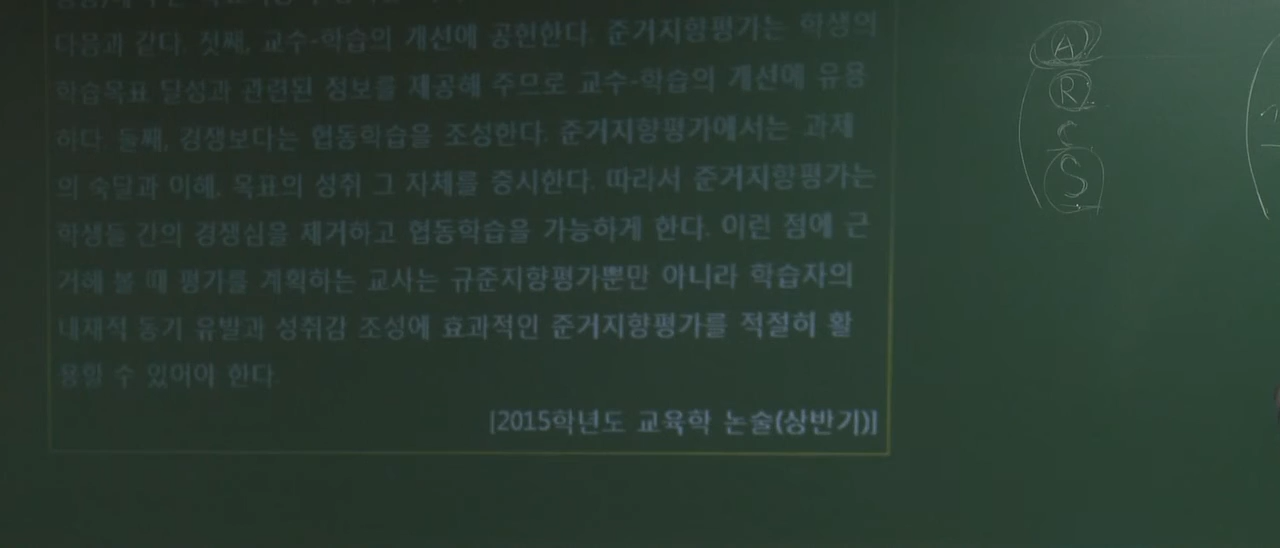 다음과 같다. 첫째, 교수-학습의 개선에 공헌한다. 준거지향평가는 학생의
학습목표 달성과 관련된 정보를 제공해 주므로 교수-학습의 개선에 유용
하다. 둘째, 경쟁보다는 협동학습을 조성한다. 준거지향평가에서는 과제
의 숙달과 이해, 목표의 성취 그 자체를 중시한다. 따라서 준거지향평가는
학생들 간의 경쟁심을 제거하고 협동학습을 가능하게 한다. 이런 점에 근
거해 볼 때 평가를 계획하는 교사는 규준지향평가뿐만 아니라 학습자의
내재적 동기 유발과 성취감 조성에 효과적인 준거지향평가를 적절히 활
용할 수 있어야 한다.
[2015학년도 교육학 논술(상반기)]
A
R
C
S